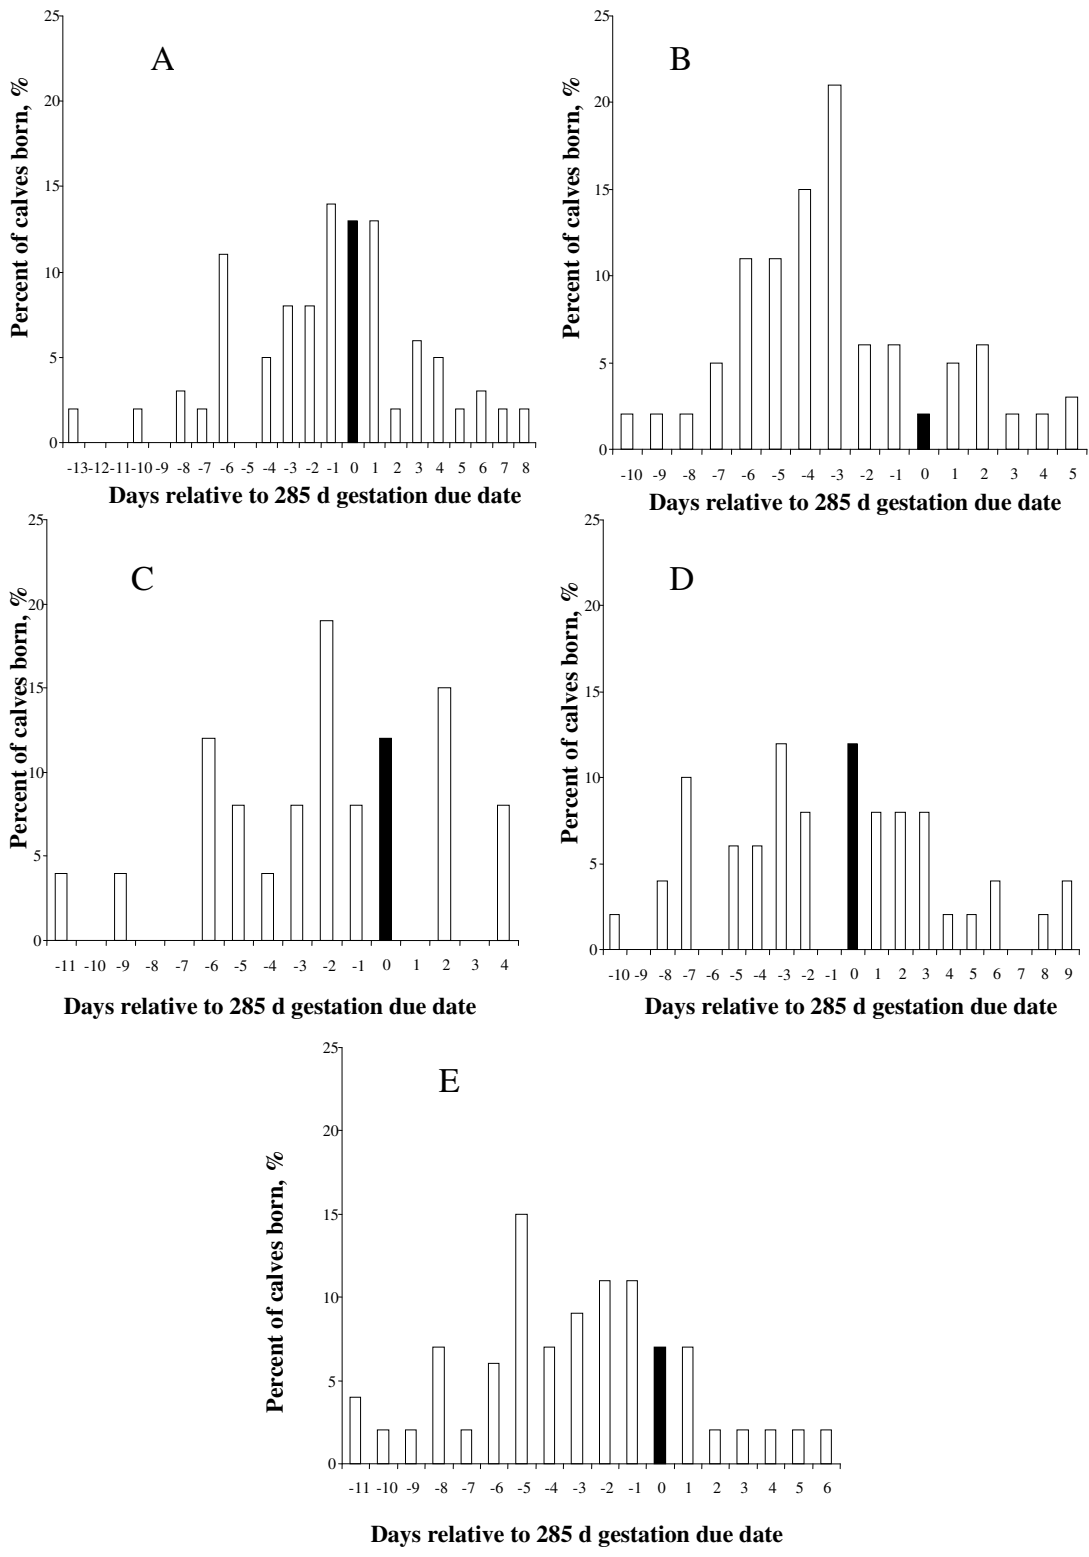 A
Percent of calves born, %
25
20
15
10
5
0
-13 -12 -11 -10 -9 -8 -7 -6 -5 -4 -3 -2 -1 0 1 2 3 4 5 6 7 8
Days relative to 285 d gestation due date
B
Percent of calves born, %
25
20
15
10
5
0
-10 -9 -8 -7 -6 -5 -4 -3 -2 -1 0 1 2 3 4 5
Days relative to 285 d gestation due date
C
Percent of calves born, %
25
20
15
10
5
0
-11 -10 -9 -8 -7 -6 -5 -4 -3 -2 -1 0 1 2 3 4
Days relative to 285 d gestation due date
D
Percent of calves born, %
25
20
15
10
5
0
-10 -9 -8 -7 -6 -5 -4 -3 -2 -1 0 1 2 3 4 5 6 7 8 9
Days relative to 285 d gestation due date
E
Percent of calves born, %
25
20
15
10
5
0
-11 -10 -9 -8 -7 -6 -5 -4 -3 -2 -1 0 1 2 3 4 5 6
Days relative to 285 d gestation due date